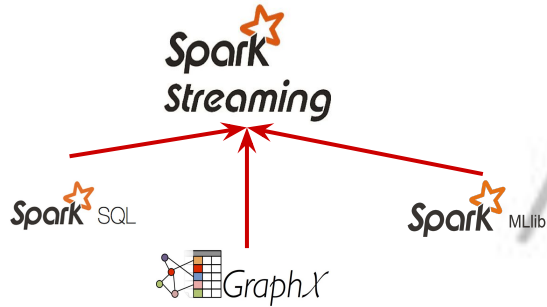 Spark
Streaming
Spark SQL
Spark MLlib
GraphX